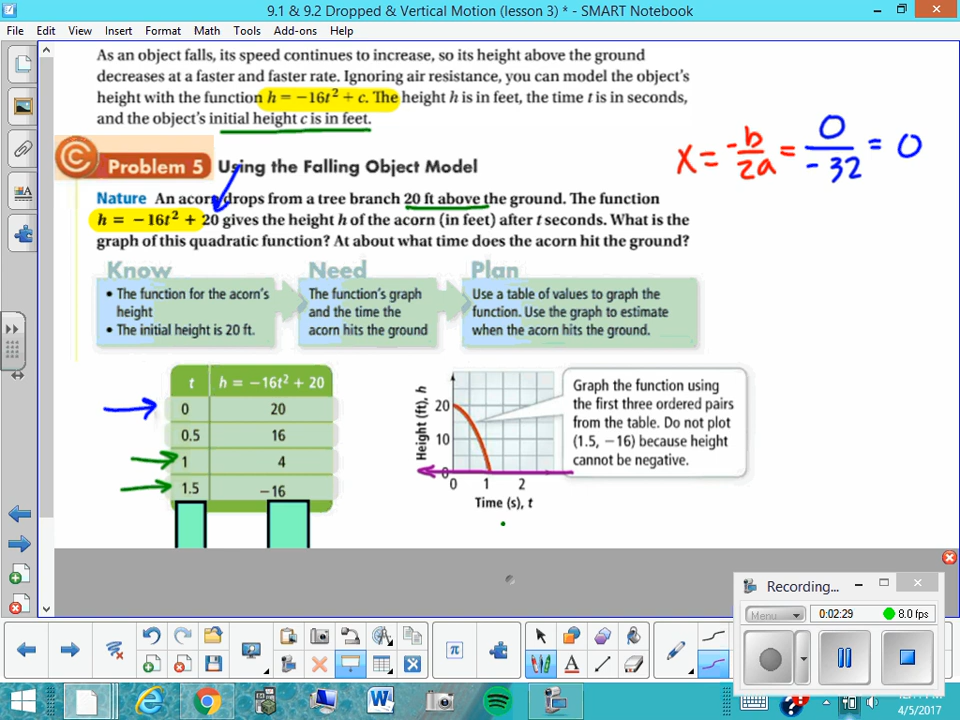 9.1 & 9.2 Dropped & Vertical Motion (lesson 3) * - SMART Notebook
File Edit View Insert Format Math Tools Add-ons Help
As an object falls, its speed continues to increase, so its height above the ground
decreases at a faster and faster rate. Ignoring air resistance, you can model the object's
height with the function h = −16t² + c. The height h is in feet, the time t is in seconds,
and the object's initial height c is in feet.
x = -b/2a = 0/-32 = 0
C Problem 5 Using the Falling Object Model
Nature An acorn drops from a tree branch 20 ft above the ground. The function
h = −16t² + 20 gives the height h of the acorn (in feet) after t seconds. What is the
graph of this quadratic function? At about what time does the acorn hit the ground?
Know Need Plan
• The function for the acorn's
height
• The initial height is 20 ft.
The function's graph
and the time the
acorn hits the ground
Use a table of values to graph the
function. Use the graph to estimate
when the acorn hits the ground.
t h = −16t² + 20
0 20
0.5 16
1 4
1.5 −16
Height (ft), h
20
10
0
0 1 2
Time (s), t
Graph the function using
the first three ordered pairs
from the table. Do not plot
(1.5, −16) because height
cannot be negative.
Recording...
Menu 0:02:29 8.0 fps
π
A
W
4/5/2017